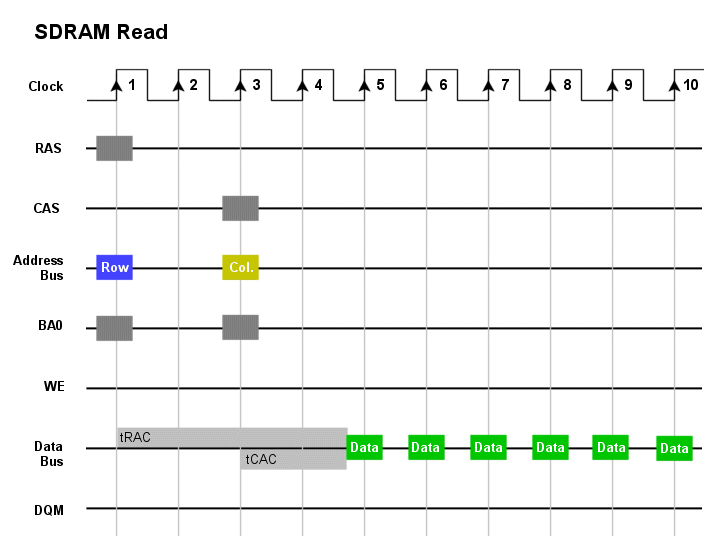 SDRAM Read
Clock
1 2 3 4 5 6 7 8 9 10
RAS
CAS
Address
Bus
Row Col.
BA0
WE
tRAC
Data
Bus
Data Data Data Data Data Data
tCAC
DQM